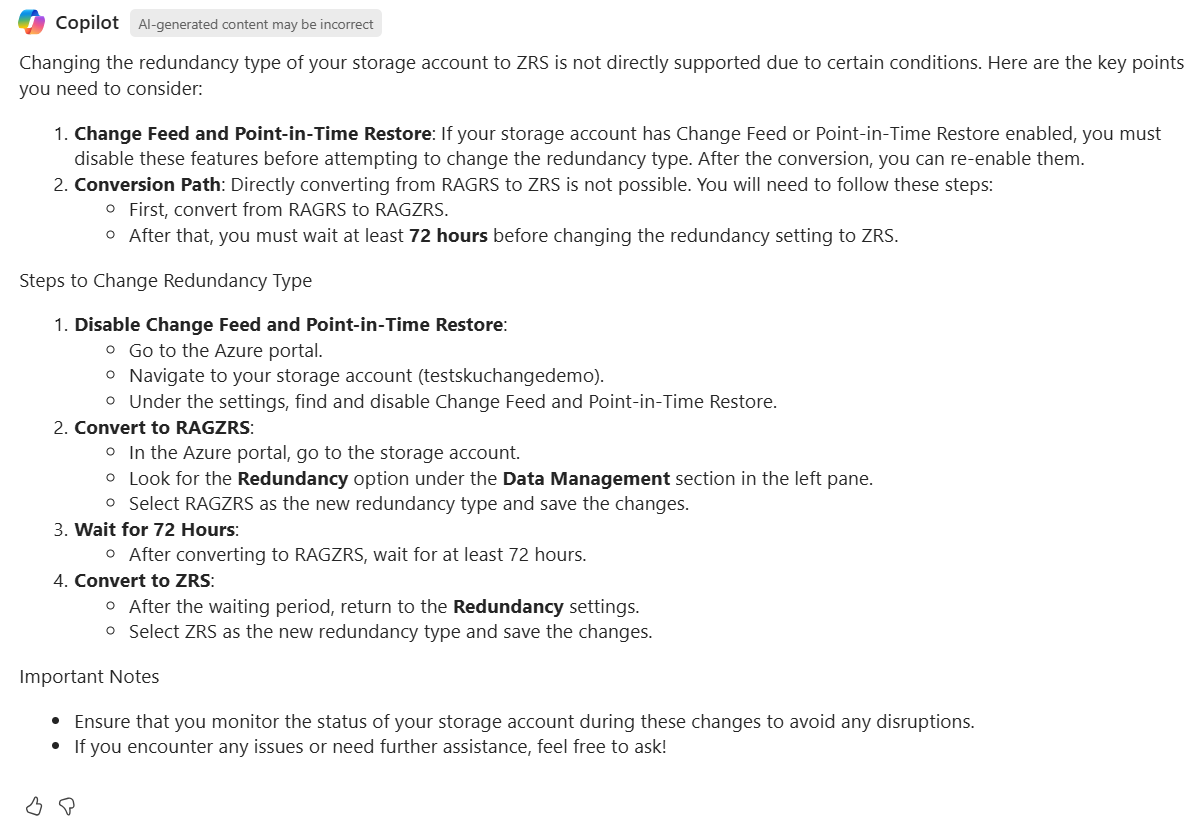 Copilot AI-generated content may be incorrect
Changing the redundancy type of your storage account to ZRS is not directly supported due to certain conditions. Here are the key points
you need to consider:
1. Change Feed and Point-in-Time Restore: If your storage account has Change Feed or Point-in-Time Restore enabled, you must
disable these features before attempting to change the redundancy type. After the conversion, you can re-enable them.
2. Conversion Path: Directly converting from RAGRS to ZRS is not possible. You will need to follow these steps:
○ First, convert from RAGRS to RAGZRS.
○ After that, you must wait at least 72 hours before changing the redundancy setting to ZRS.
Steps to Change Redundancy Type
1. Disable Change Feed and Point-in-Time Restore:
○ Go to the Azure portal.
○ Navigate to your storage account (testskuchangedemo).
○ Under the settings, find and disable Change Feed and Point-in-Time Restore.
2. Convert to RAGZRS:
○ In the Azure portal, go to the storage account.
○ Look for the Redundancy option under the Data Management section in the left pane.
○ Select RAGZRS as the new redundancy type and save the changes.
3. Wait for 72 Hours:
○ After converting to RAGZRS, wait for at least 72 hours.
4. Convert to ZRS:
○ After the waiting period, return to the Redundancy settings.
○ Select ZRS as the new redundancy type and save the changes.
Important Notes
• Ensure that you monitor the status of your storage account during these changes to avoid any disruptions.
• If you encounter any issues or need further assistance, feel free to ask!